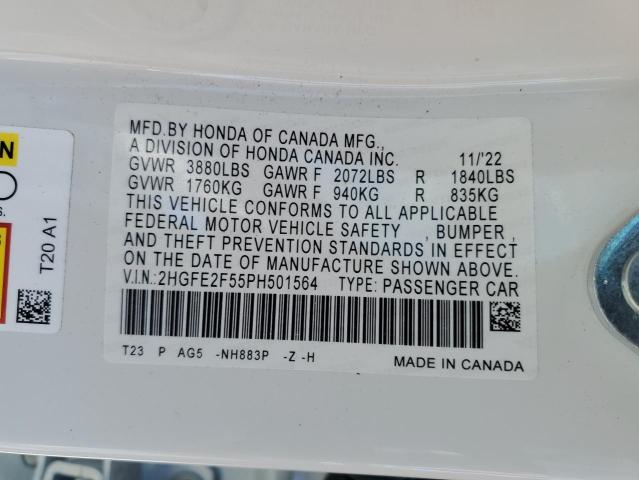 MFD.BY HONDA OF CANADA MFG.,
A DIVISION OF HONDA CANADA INC. 11/'22
GVWR 3880LBS GAWR F 2072LBS R 1840LBS
GVWR 1760KG GAWR F 940KG R 835KG
THIS VEHICLE CONFORMS TO ALL APPLICABLE
FEDERAL MOTOR VEHICLE SAFETY , BUMPER ,
AND THEFT PREVENTION STANDARDS IN EFFECT
ON THE DATE OF MANUFACTURE SHOWN ABOVE.
V.I.N.:2HGFE2F55PH501564 TYPE: PASSENGER CAR
T23 P AG5 -NH883P -Z -H MADE IN CANADA
T20 A1